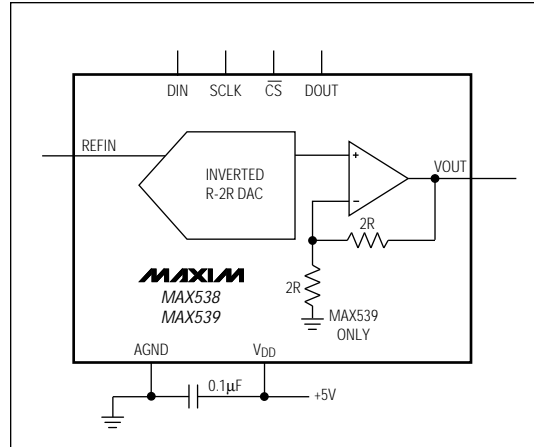 DIN SCLK CS DOUT
REFIN
INVERTED
R-2R DAC
+
−
VOUT
2R
2R
MAXIM
MAX538
MAX539
MAX539
ONLY
AGND VDD
0.1µF
+5V